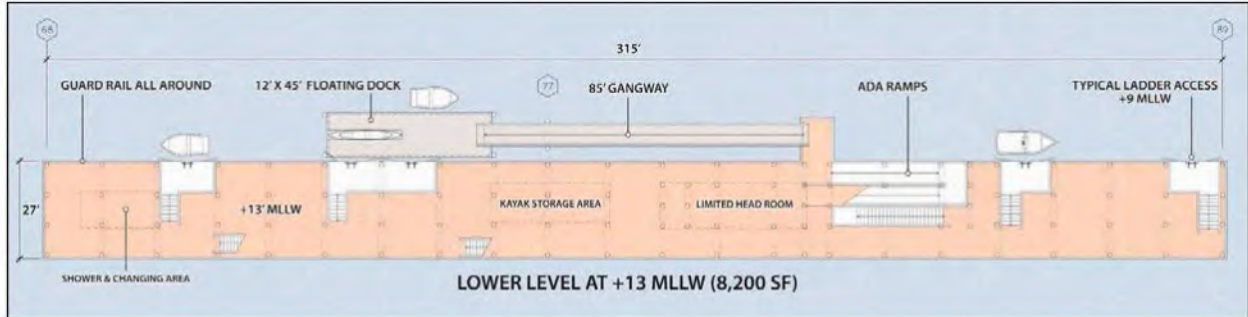 68
89
315'
GUARD RAIL ALL AROUND
12' X 45' FLOATING DOCK
77
85' GANGWAY
ADA RAMPS
TYPICAL LADDER ACCESS
+9 MLLW
27'
+13' MLLW
KAYAK STORAGE AREA
LIMITED HEAD ROOM
SHOWER & CHANGING AREA
LOWER LEVEL AT +13 MLLW (8,200 SF)